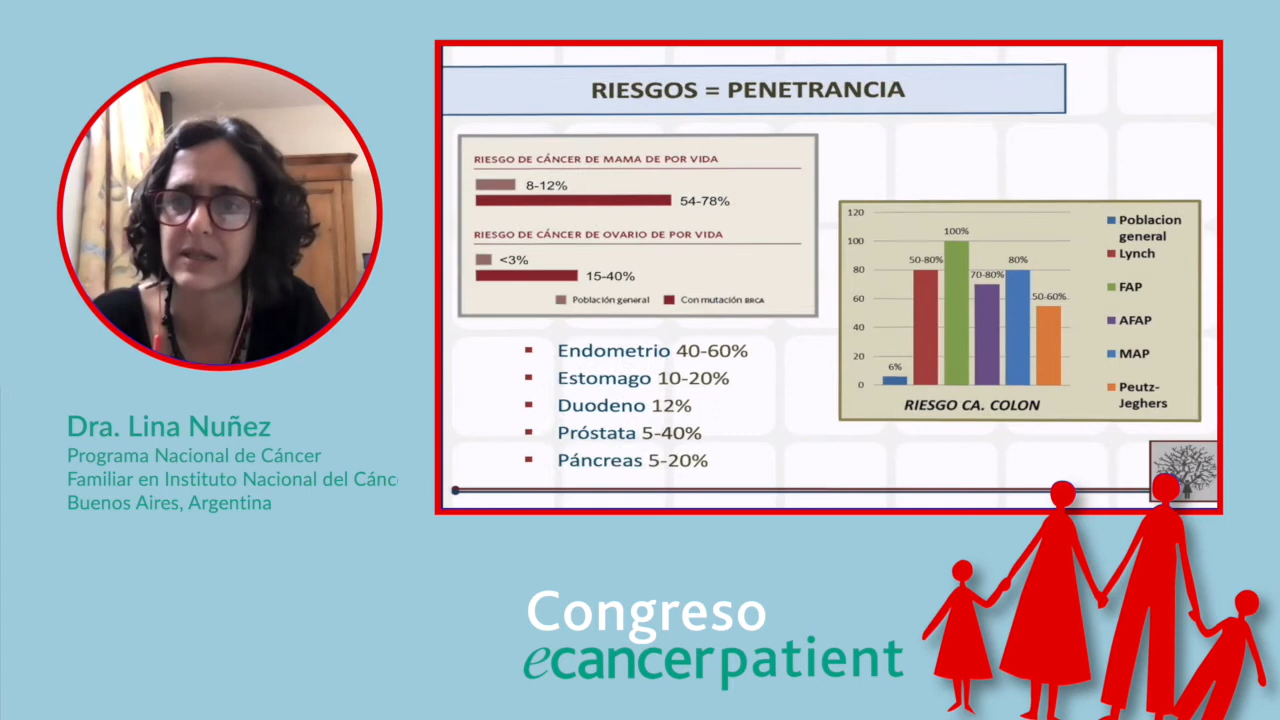 Dra. Lina Nuñez
Programa Nacional de Cáncer
Familiar en Instituto Nacional del Cánc
Buenos Aires, Argentina
RIESGOS = PENETRANCIA
RIESGO DE CÁNCER DE MAMA DE POR VIDA
8-12%
54-78%
RIESGO DE CÁNCER DE OVARIO DE POR VIDA
<3%
15-40%
Población general
Con mutación BRCA
Endometrio 40-60%
Estomago 10-20%
Duodeno 12%
Próstata 5-40%
Páncreas 5-20%
120
100
80
60
40
20
0
6%
50-80%
100%
70-80%
80%
50-60%
RIESGO CA. COLON
Poblacion
general
Lynch
FAP
AFAP
MAP
Peutz-
Jeghers
Congreso
ecancerpatient